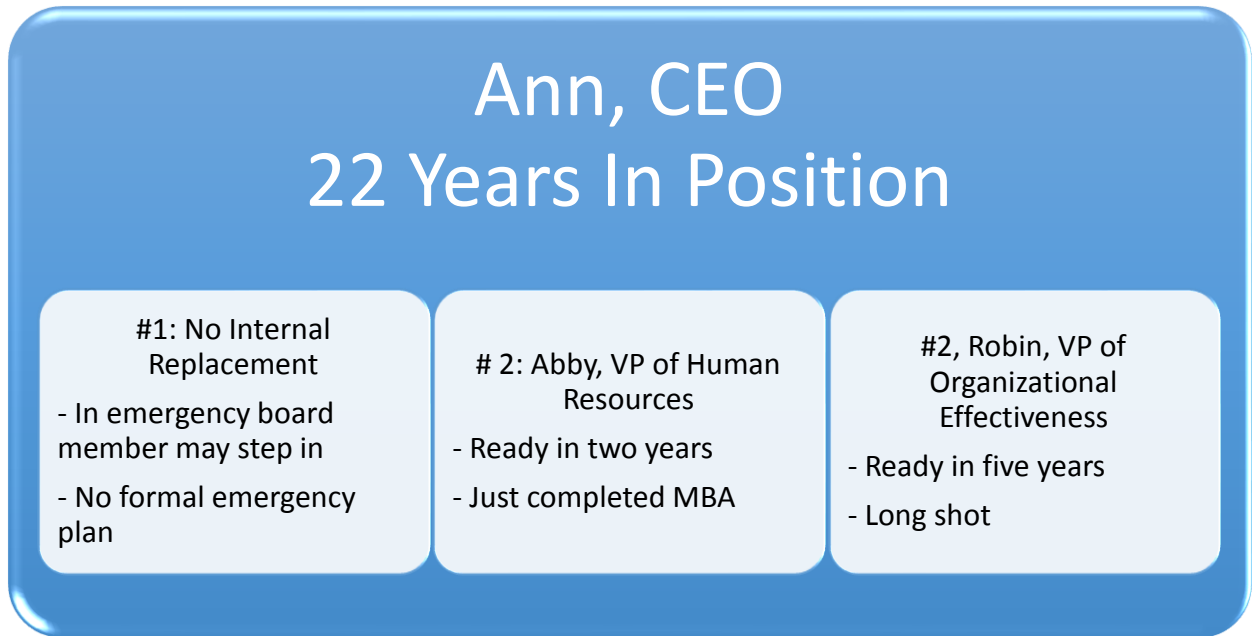 Ann, CEO
22 Years In Position
#1: No Internal
Replacement
- In emergency board
member may step in
- No formal emergency
plan
# 2: Abby, VP of Human
Resources
- Ready in two years
- Just completed MBA
#2, Robin, VP of
Organizational
Effectiveness
- Ready in five years
- Long shot